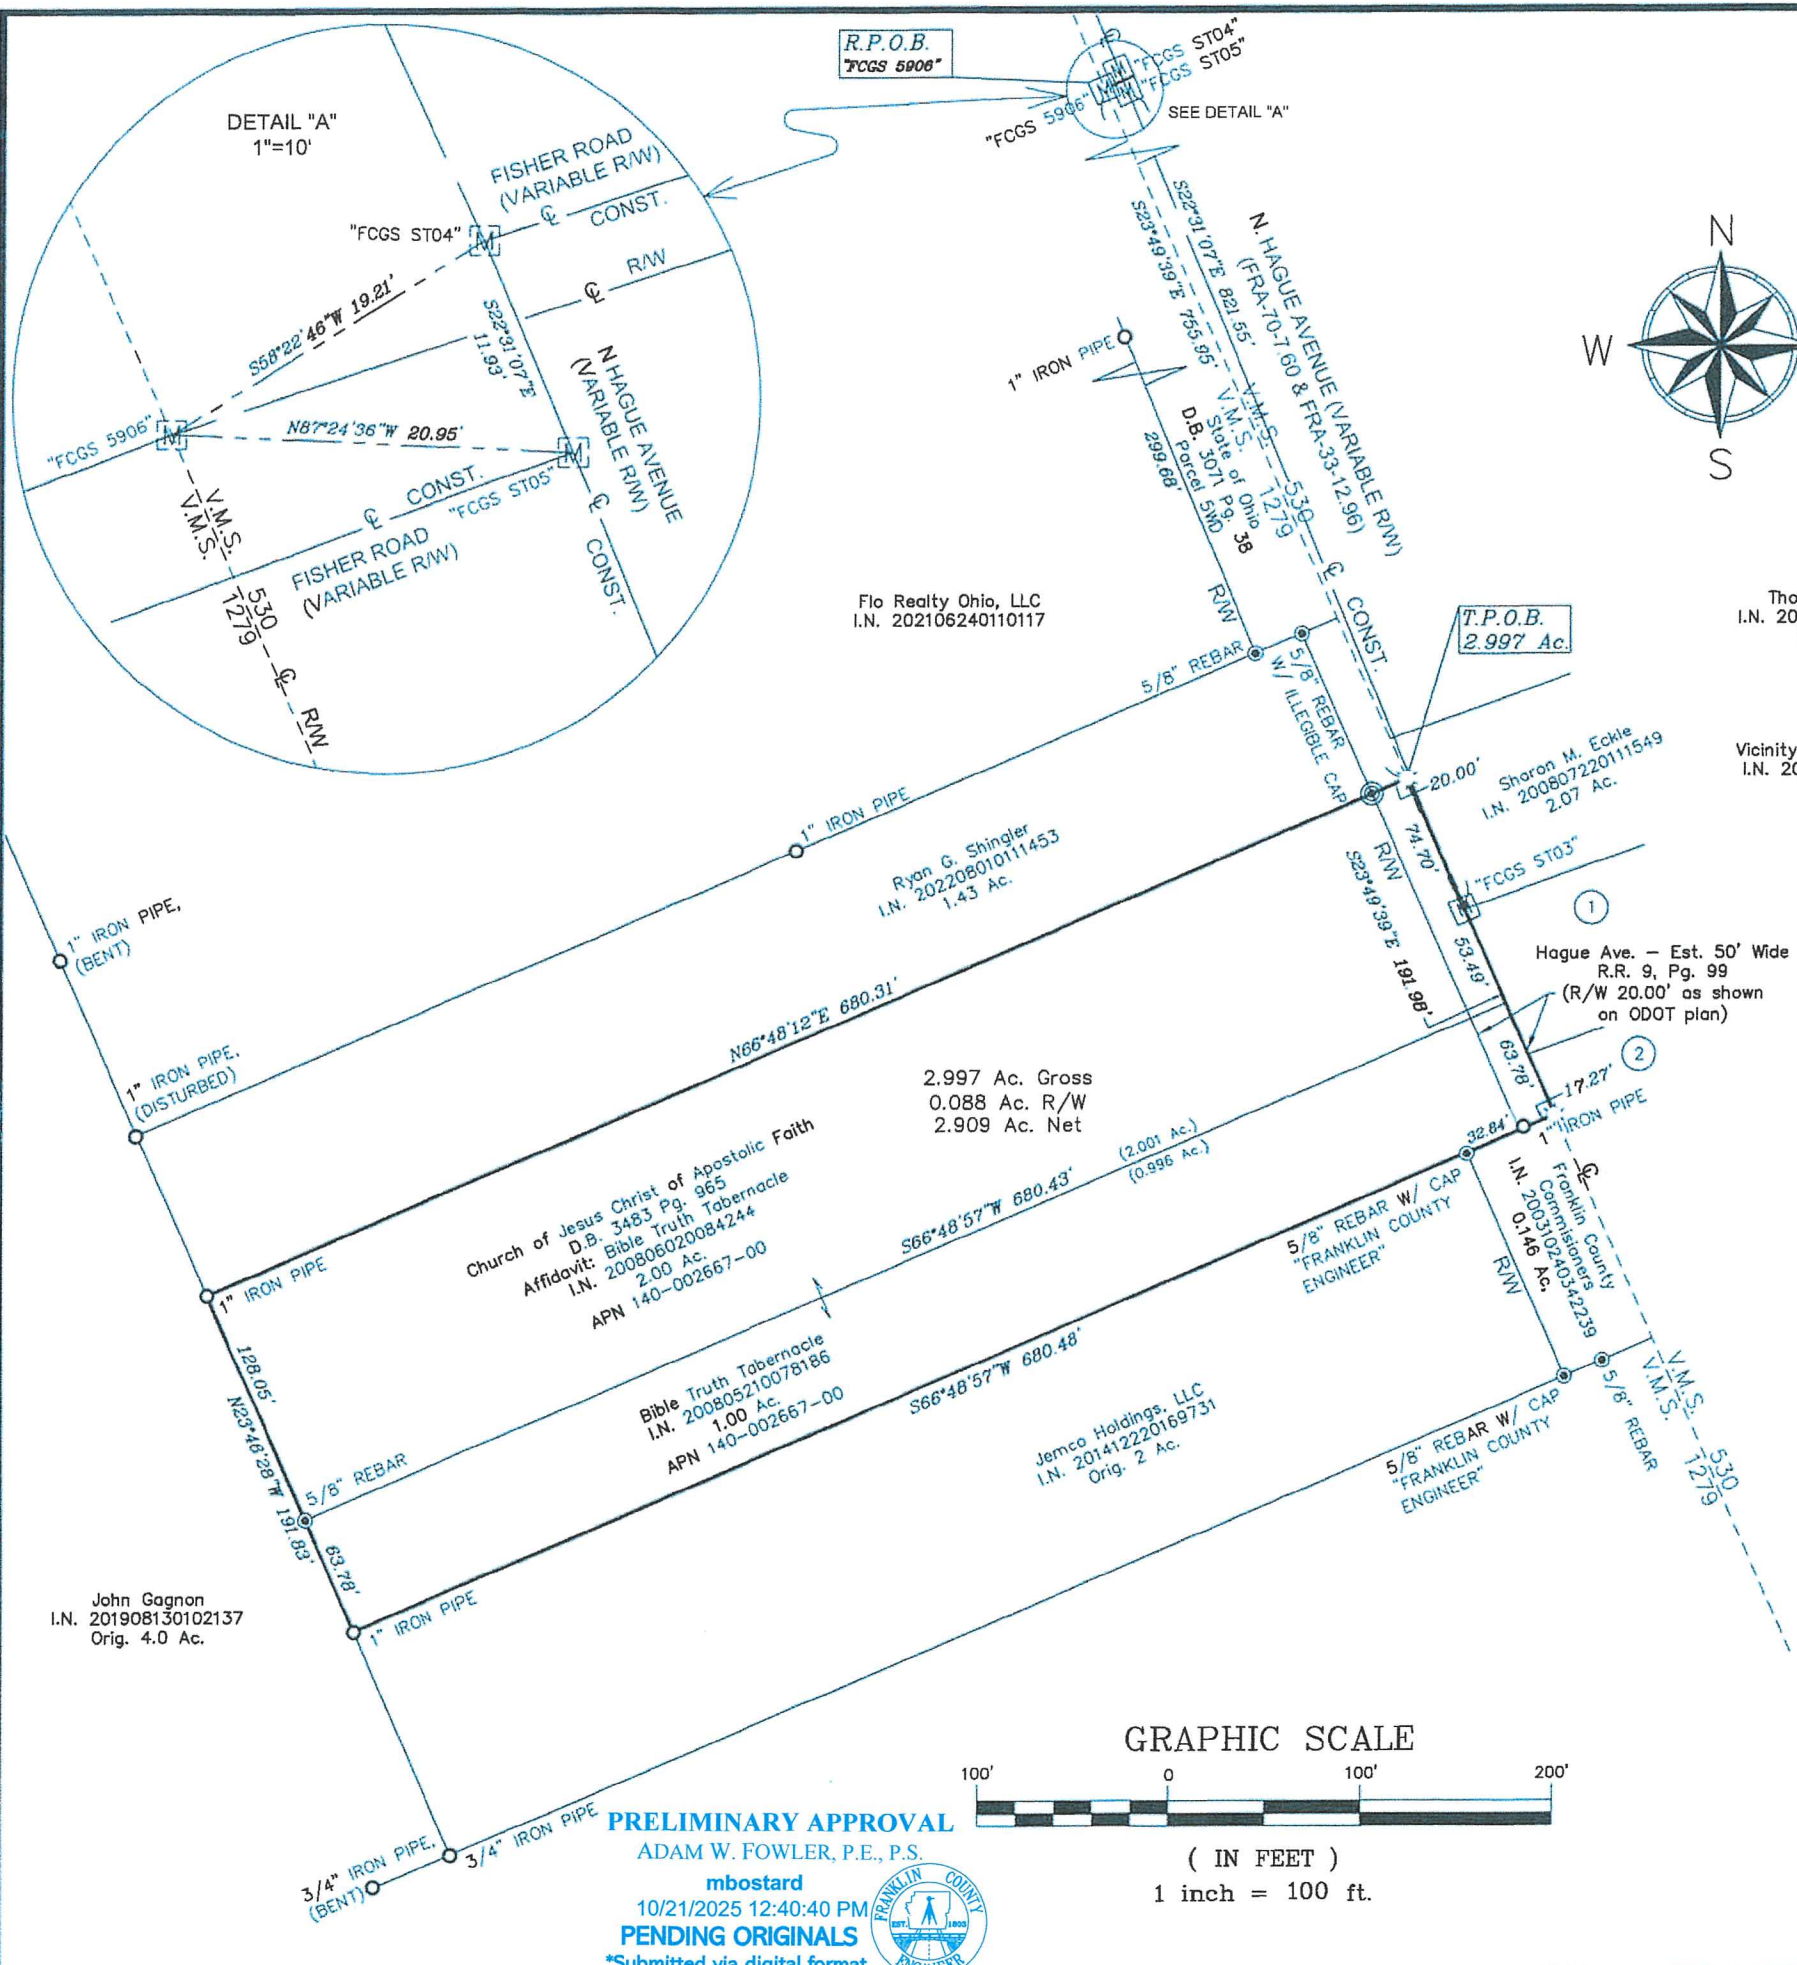 DETAIL "A"
1"=10'
FISHER ROAD
(VARIABLE R/W)
℄ CONST.
"FCGS ST04"
M
℄ R/W
S58°22'46"W 19.21'
S22°31'07"E
11.93'
N HAGUE AVENUE
(VARIABLE R/W)
"FCGS 5906"
M
N87°24'36"W 20.95'
M
"FCGS ST05"
℄ CONST.
FISHER ROAD
(VARIABLE R/W)
℄ CONST.
V.M.S. 530
V.M.S. 1279
℄ R/W
R.P.O.B.
"FCGS 5906"
"FCGS ST04"
"FCGS ST05"
"FCGS 5906"
M
M
M
SEE DETAIL "A"
S22°31'07"E 821.55'
S23°49'39"E 755.95'
N. HAGUE AVENUE (VARIABLE R/W)
(FRA-70-7.60 & FRA-33-12.96)
V.M.S. 530
V.M.S. 1279
℄ CONST.
State of Ohio
D.B. 3071 Pg. 38
Parcel 5WD
1" IRON PIPE
299.68'
R/W
N
W
S
Flo Realty Ohio, LLC
I.N. 202106240110117
Tho
I.N. 20
T.P.O.B.
2.997 Ac.
5/8" REBAR
5/8" REBAR
W/ ILLEGIBLE CAP
Vicinity
I.N. 20
Sharon M. Eckle
I.N. 200807220111549
2.07 Ac.
20.00'
74.70'
"FCGS ST03"
1
1" IRON PIPE
Ryan G. Shingler
I.N. 202208010111453
1.43 Ac.
R/W
S23°49'39"E 191.98'
53.49'
Hague Ave. – Est. 50' Wide
R.R. 9, Pg. 99
(R/W 20.00' as shown
on ODOT plan)
2
63.78'
17.27'
1" IRON PIPE
1" IRON PIPE,
(BENT)
1" IRON PIPE,
(DISTURBED)
N66°48'12"E 680.31'
2.997 Ac. Gross
0.088 Ac. R/W
2.909 Ac. Net
(2.001 Ac.)
(0.996 Ac.)
S66°48'57"W 680.43'
32.84'
℄
Franklin County
Commisioners
I.N. 200310240342239
0.146 Ac.
R/W
Church of Jesus Christ of Apostolic Faith
D.B. 3483 Pg. 965
Affidavit: Bible Truth Tabernacle
I.N. 200806020084244
2.00 Ac.
APN 140-002667-00
1" IRON PIPE
5/8" REBAR W/ CAP
"FRANKLIN COUNTY
ENGINEER"
128.05'
N23°46'28"W 191.83'
Bible Truth Tabernacle
I.N. 200805210078186
1.00 Ac.
APN 140-002667-00
S66°48'57"W 680.48'
5/8" REBAR
63.78'
1" IRON PIPE
Jemco Holdings, LLC
I.N. 201412220169731
Orig. 2 Ac.
5/8" REBAR W/ CAP
"FRANKLIN COUNTY
ENGINEER"
5/8" REBAR
V.M.S. 530
V.M.S. 1279
John Gagnon
I.N. 201908130102137
Orig. 4.0 Ac.
3/4" IRON PIPE,
(BENT)
3/4" IRON PIPE
GRAPHIC SCALE
100' 0 100' 200'
( IN FEET )
1 inch = 100 ft.
PRELIMINARY APPROVAL
ADAM W. FOWLER, P.E., P.S.
mbostard
10/21/2025 12:40:40 PM
PENDING ORIGINALS
*Submitted via digital format
FRANKLIN COUNTY
EST. 1803
ENGINEER